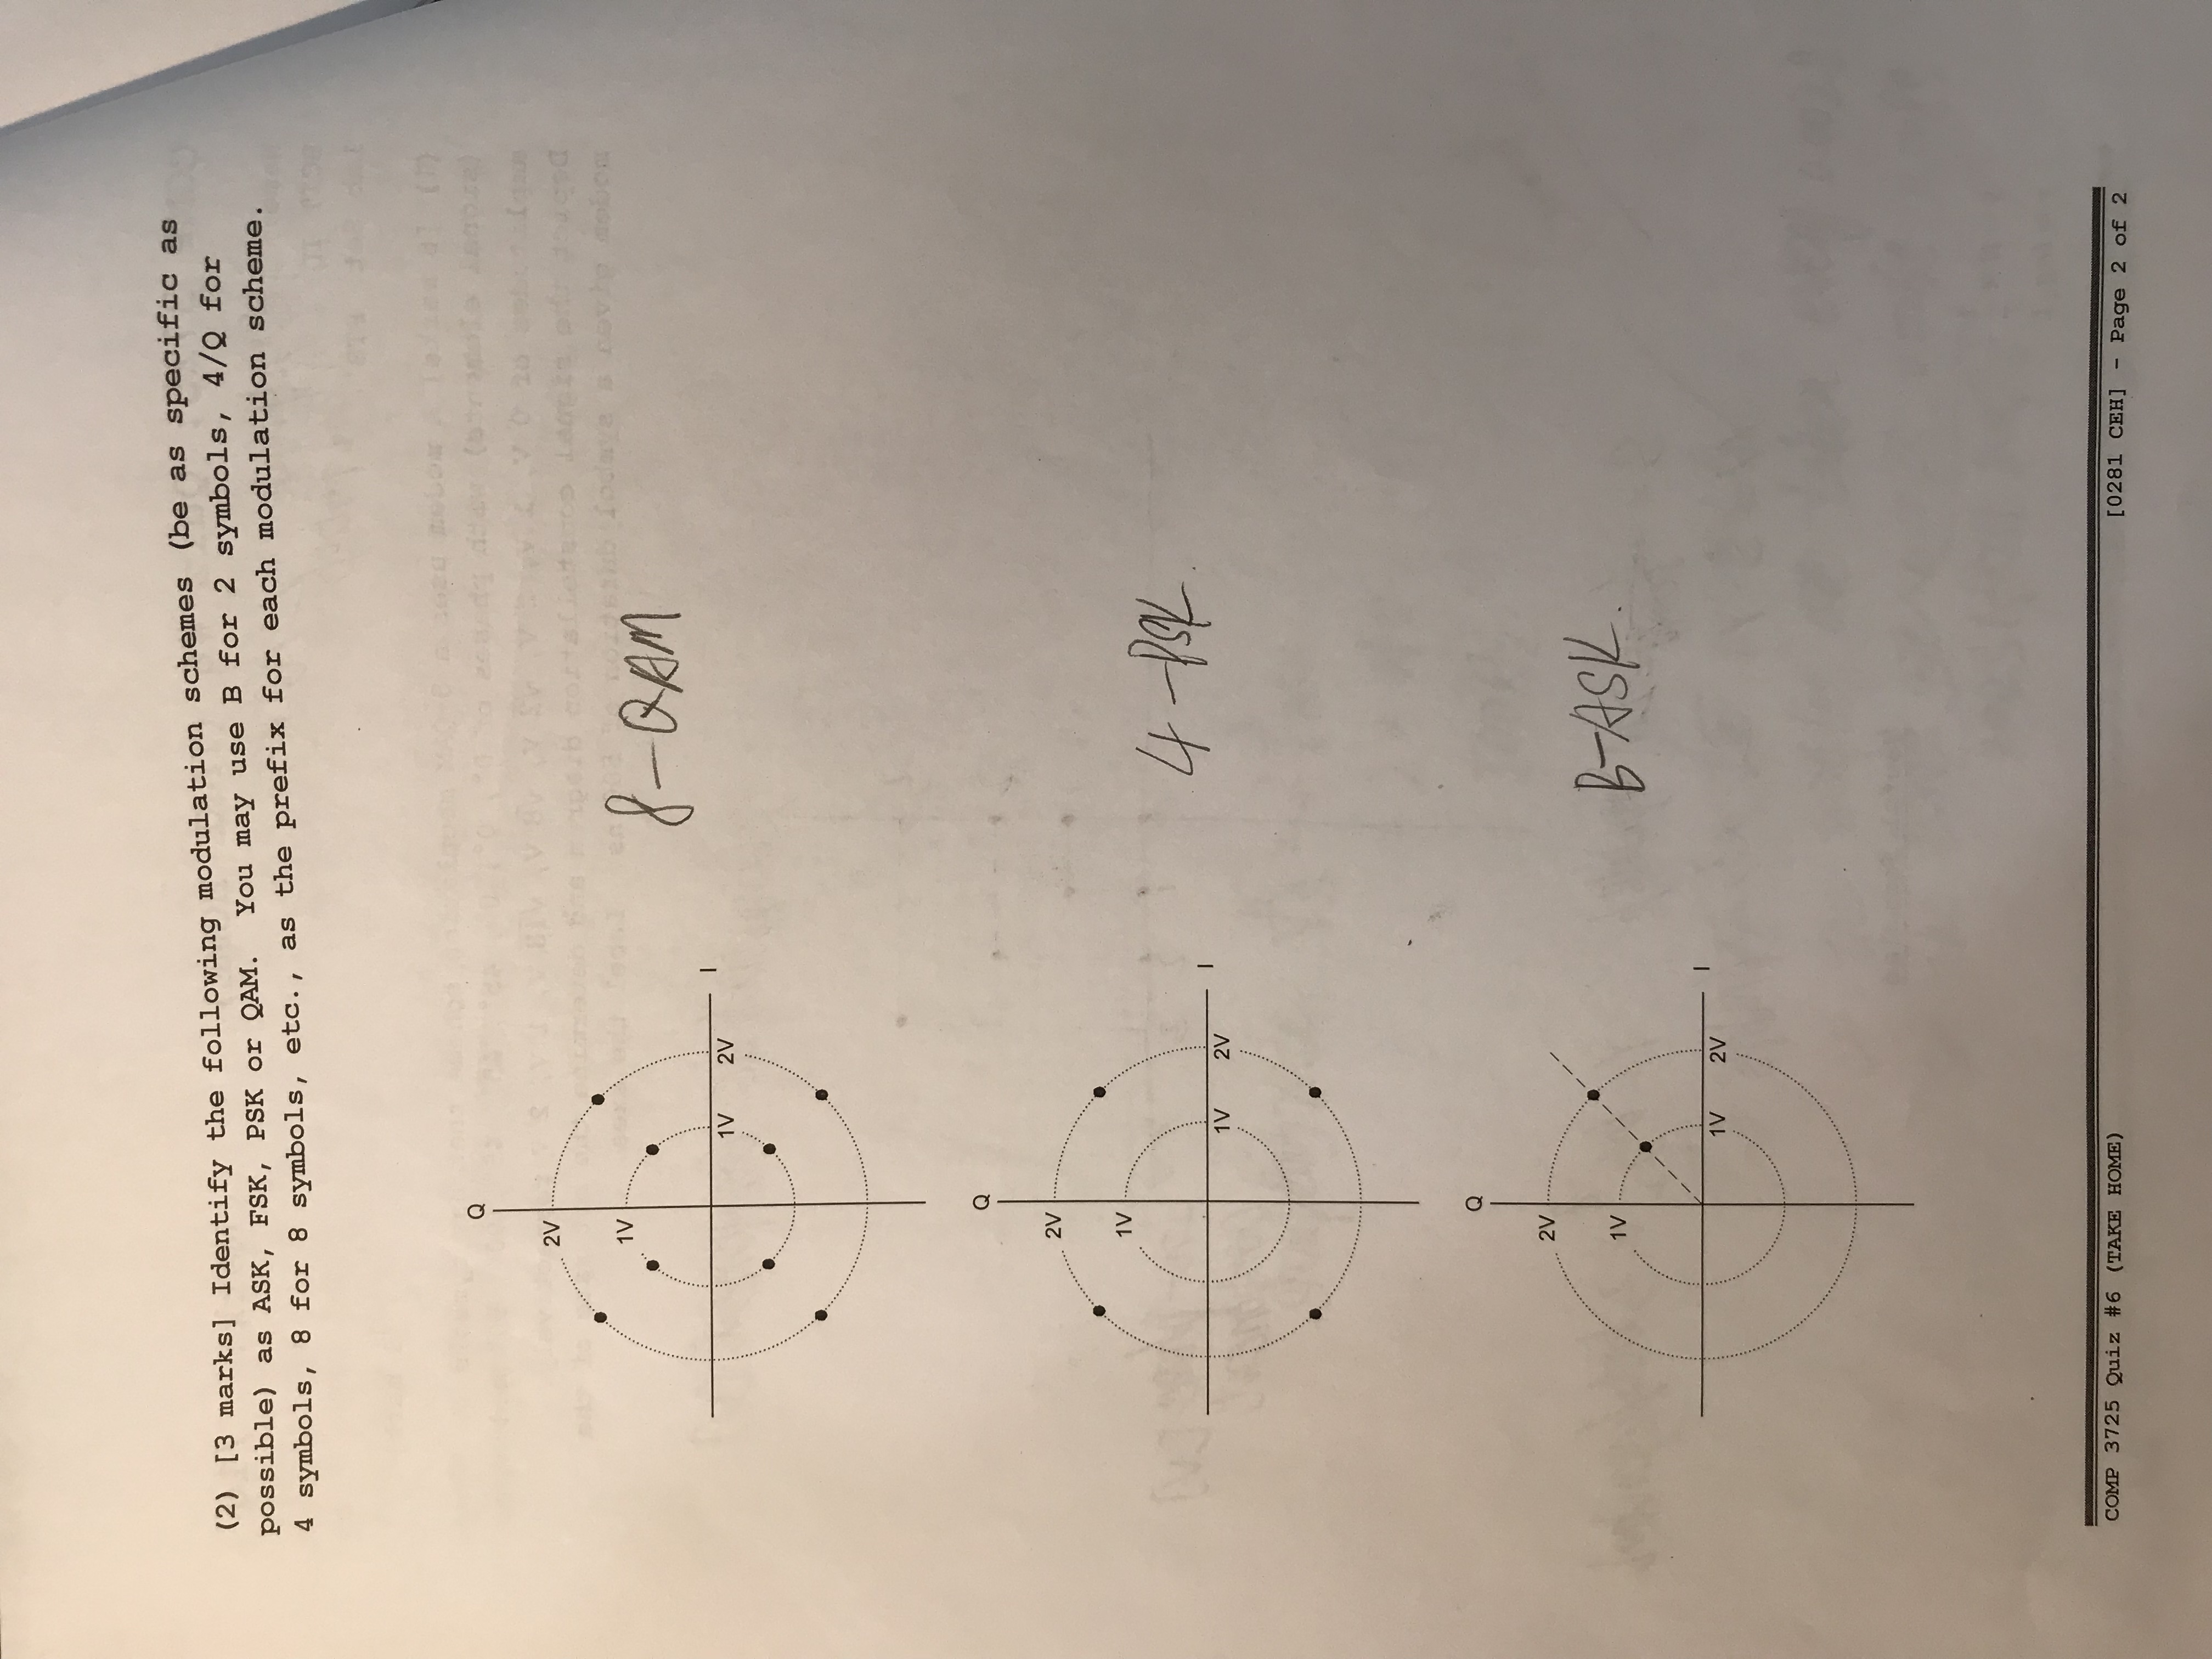 (2) [3 marks] Identify the following modulation schemes (be as specific as
possible) as ASK, FSK, PSK or QAM. You may use B for 2 symbols, 4/Q for
4 symbols, 8 for 8 symbols, etc., as the prefix for each modulation scheme.
Q
2V
1V
1V 2V
I
8-QAM
Q
2V
1V
1V 2V
I
4-PSK.
Q
2V
1V
1V 2V
I
B-ASK.
COMP 3725 Quiz #6 (TAKE HOME)
[0281 CEH] - Page 2 of 2